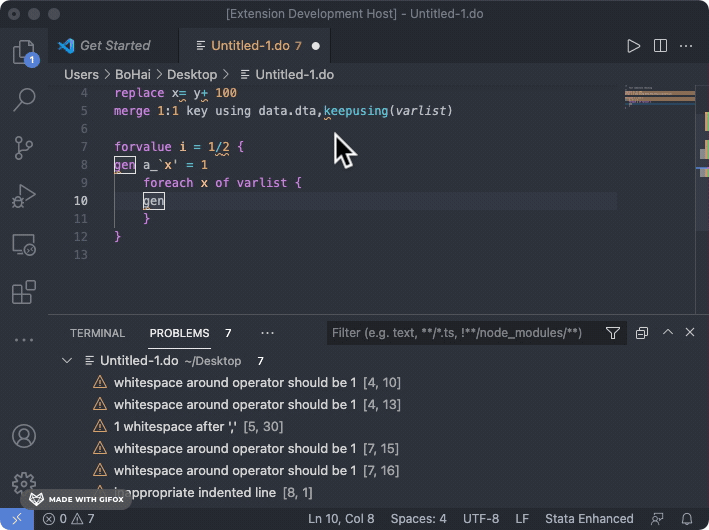 [Extension Development Host] - Untitled-1.do
1
Get Started
Untitled-1.do 7
Users > BoHai > Desktop > Untitled-1.do
4 replace x= y+ 100
5 merge 1:1 key using data.dta,keepusing(varlist)
6
7 forvalue i = 1/2 {
8 gen a_`x' = 1
9 foreach x of varlist {
10 gen
11 }
12 }
13
TERMINAL PROBLEMS 7 ...
Filter (e.g. text, **/*.ts, !**/node_modules/**)
Untitled-1.do ~/Desktop 7
whitespace around operator should be 1 [4, 10]
whitespace around operator should be 1 [4, 13]
1 whitespace after ',' [5, 30]
whitespace around operator should be 1 [7, 15]
whitespace around operator should be 1 [7, 16]
inappropriate indented line [8, 1]
MADE WITH GIFOX
0 7 Ln 10, Col 8 Spaces: 4 UTF-8 LF Stata Enhanced